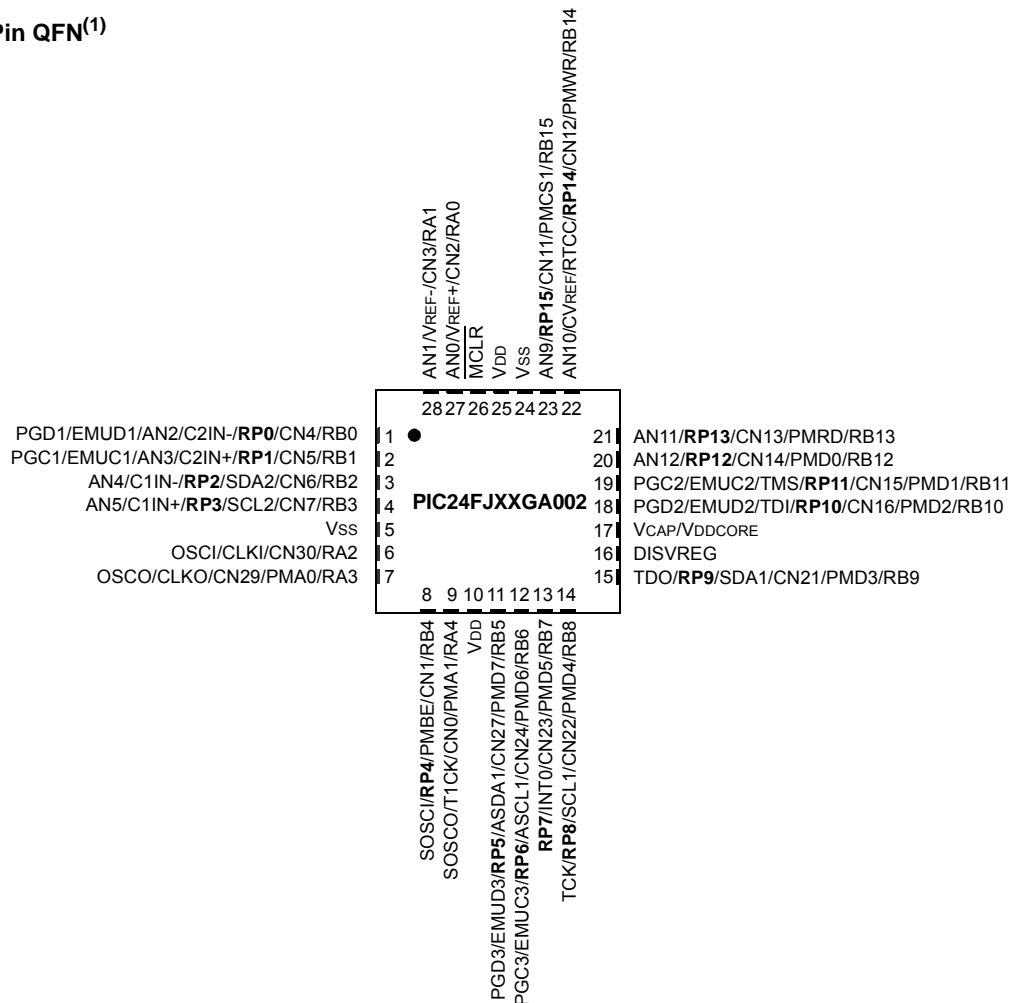 Pin QFN(1)
AN1/VREF-/CN3/RA1
AN0/VREF+/CN2/RA0
MCLR
VDD
VSS
AN9/RP15/CN11/PMCS1/RB15
AN10/CVREF/RTCC/RP14/CN12/PMWR/RB14
28 27 26 25 24 23 22
PGD1/EMUD1/AN2/C2IN-/RP0/CN4/RB0 1
PGC1/EMUC1/AN3/C2IN+/RP1/CN5/RB1 2
AN4/C1IN-/RP2/SDA2/CN6/RB2 3
AN5/C1IN+/RP3/SCL2/CN7/RB3 4
VSS 5
OSCI/CLKI/CN30/RA2 6
OSCO/CLKO/CN29/PMA0/RA3 7
PIC24FJXXGA002
21 AN11/RP13/CN13/PMRD/RB13
20 AN12/RP12/CN14/PMD0/RB12
19 PGC2/EMUC2/TMS/RP11/CN15/PMD1/RB11
18 PGD2/EMUD2/TDI/RP10/CN16/PMD2/RB10
17 VCAP/VDDCORE
16 DISVREG
15 TDO/RP9/SDA1/CN21/PMD3/RB9
8 9 10 11 12 13 14
SOSCI/RP4/PMBE/CN1/RB4
SOSCO/T1CK/CN0/PMA1/RA4
VDD
PGD3/EMUD3/RP5/ASDA1/CN27/PMD7/RB5
PGC3/EMUC3/RP6/ASCL1/CN24/PMD6/RB6
RP7/INT0/CN23/PMD5/RB7
TCK/RP8/SCL1/CN22/PMD4/RB8